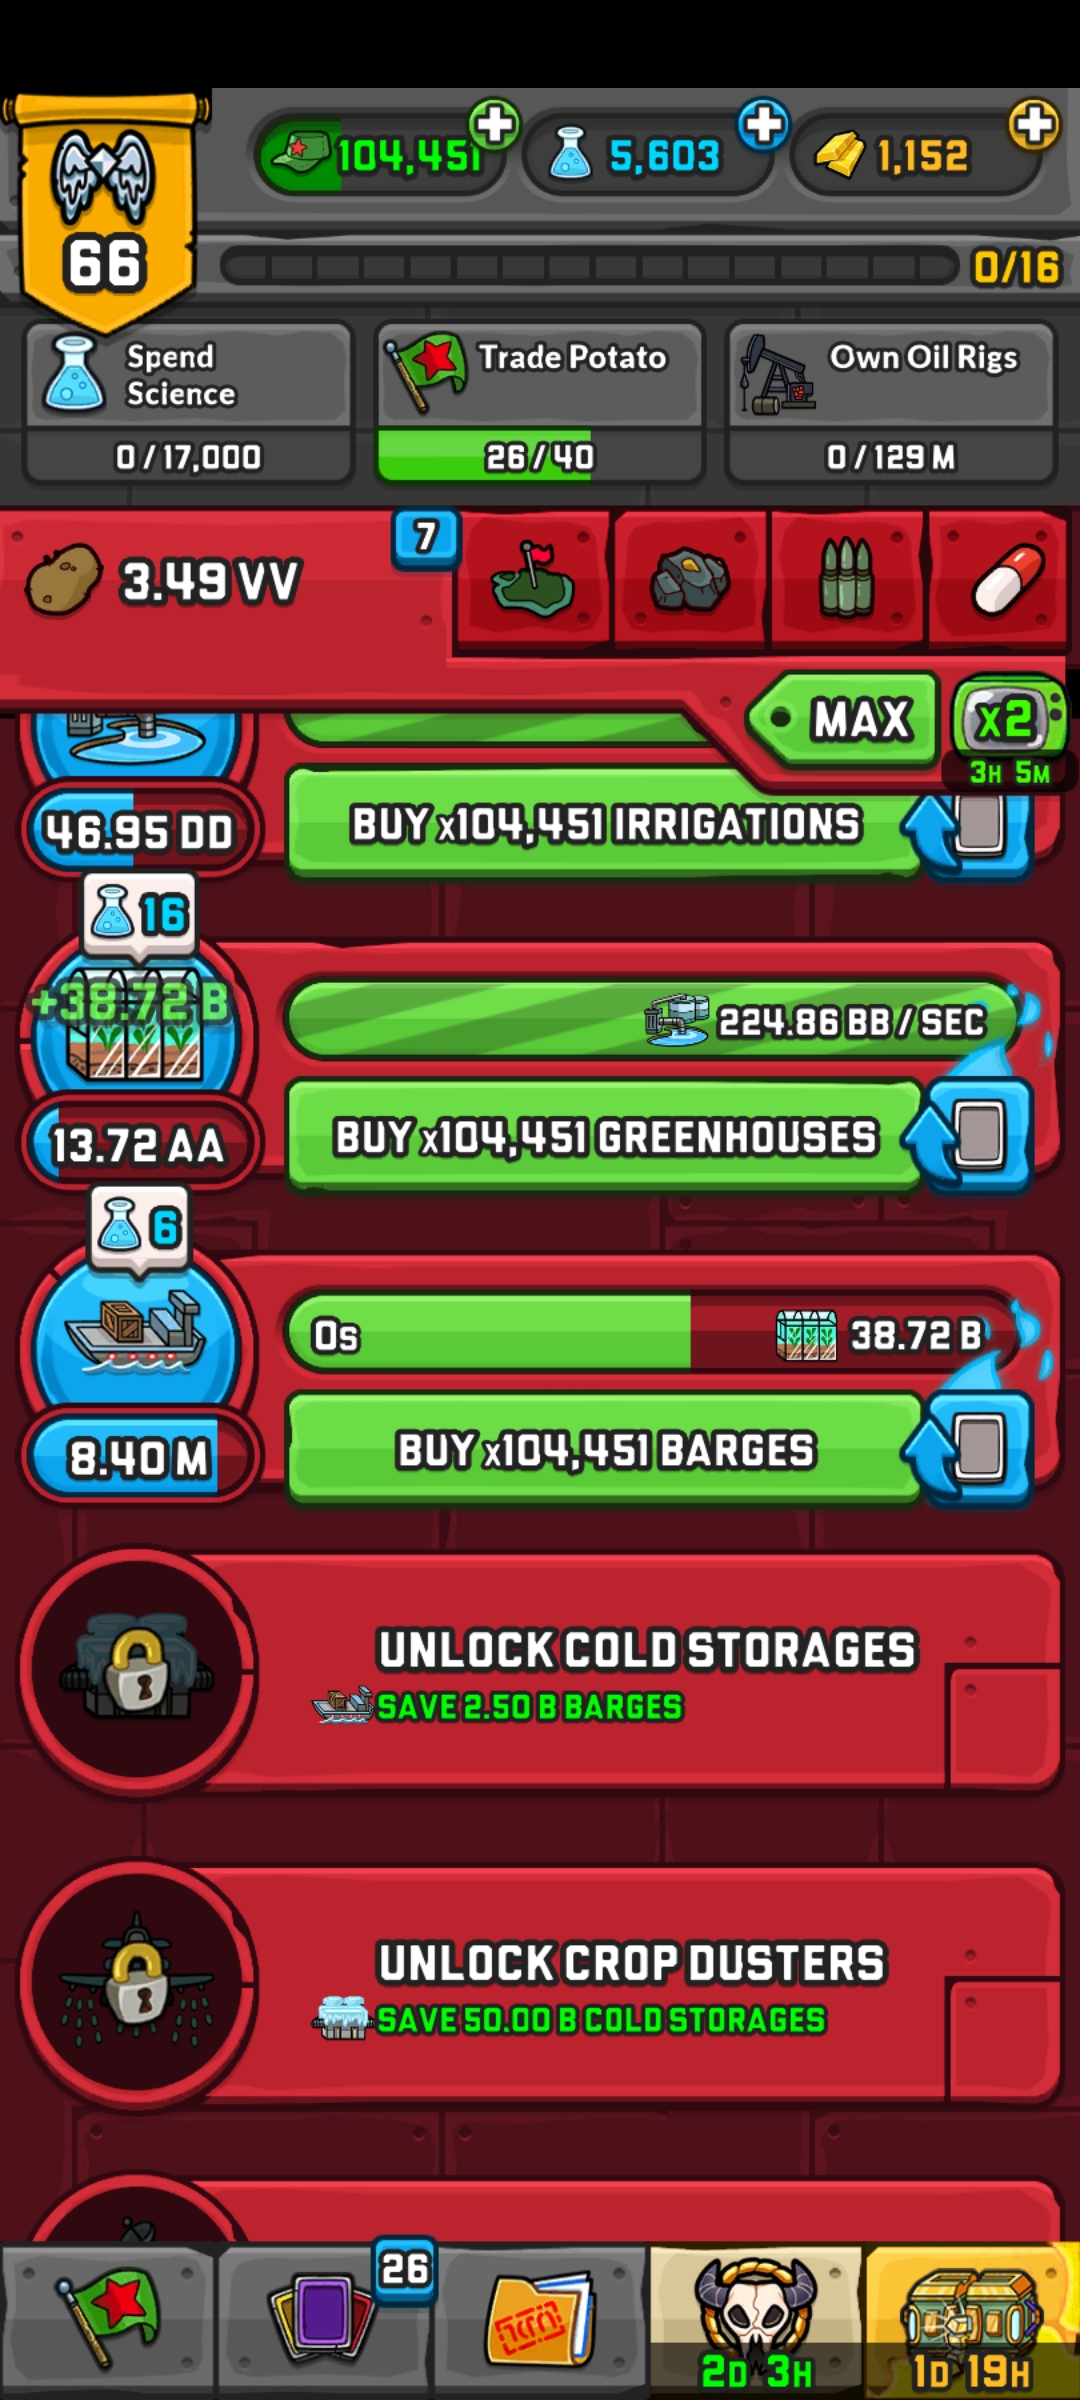 104,451
5,603
1,152
66
0/16
Spend
Science
0 / 17,000
Trade Potato
26 / 40
Own Oil Rigs
0 / 129 M
3.49 VV
7
MAX
x2
3H 5M
46.95 DD
BUY x104,451 IRRIGATIONS
16
+38.72 B
224.86 BB / SEC
13.72 AA
BUY x104,451 GREENHOUSES
6
0s
38.72 B
8.40 M
BUY x104,451 BARGES
UNLOCK COLD STORAGES
SAVE 2.50 B BARGES
UNLOCK CROP DUSTERS
SAVE 50.00 B COLD STORAGES
26
2D 3H
1D 19H